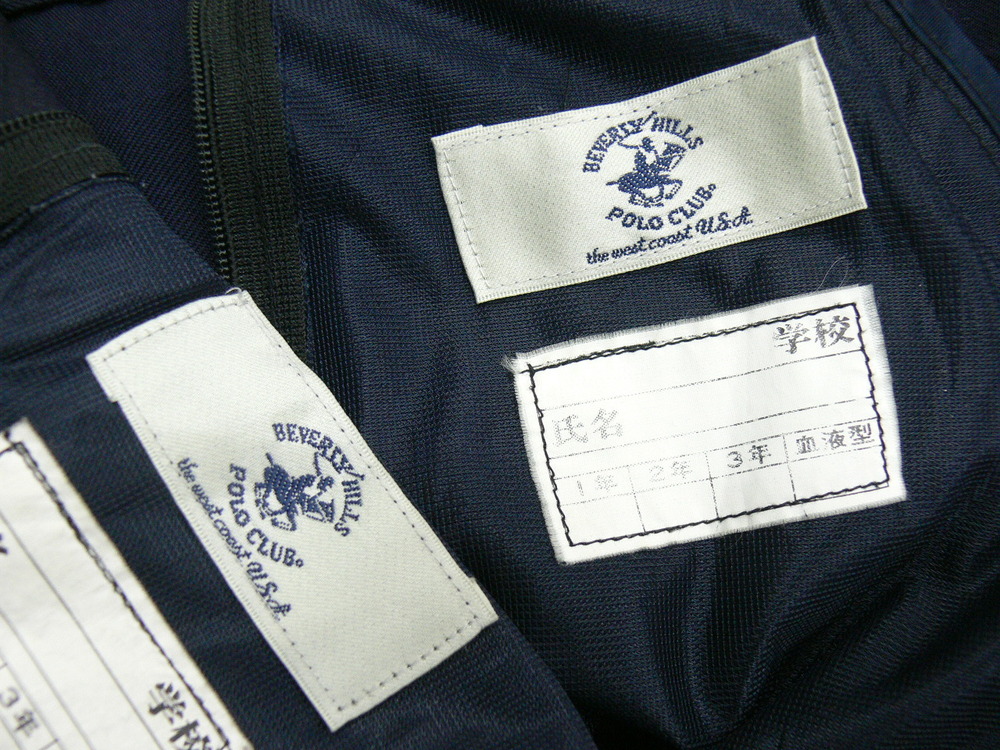 BEVERLY HILLS
POLO CLUB
the west coast U.S.A.
学校
氏名
1年 2年 3年 血液型
BEVERLY HILLS
POLO CLUB
the west coast U.S.A.
学校
3年